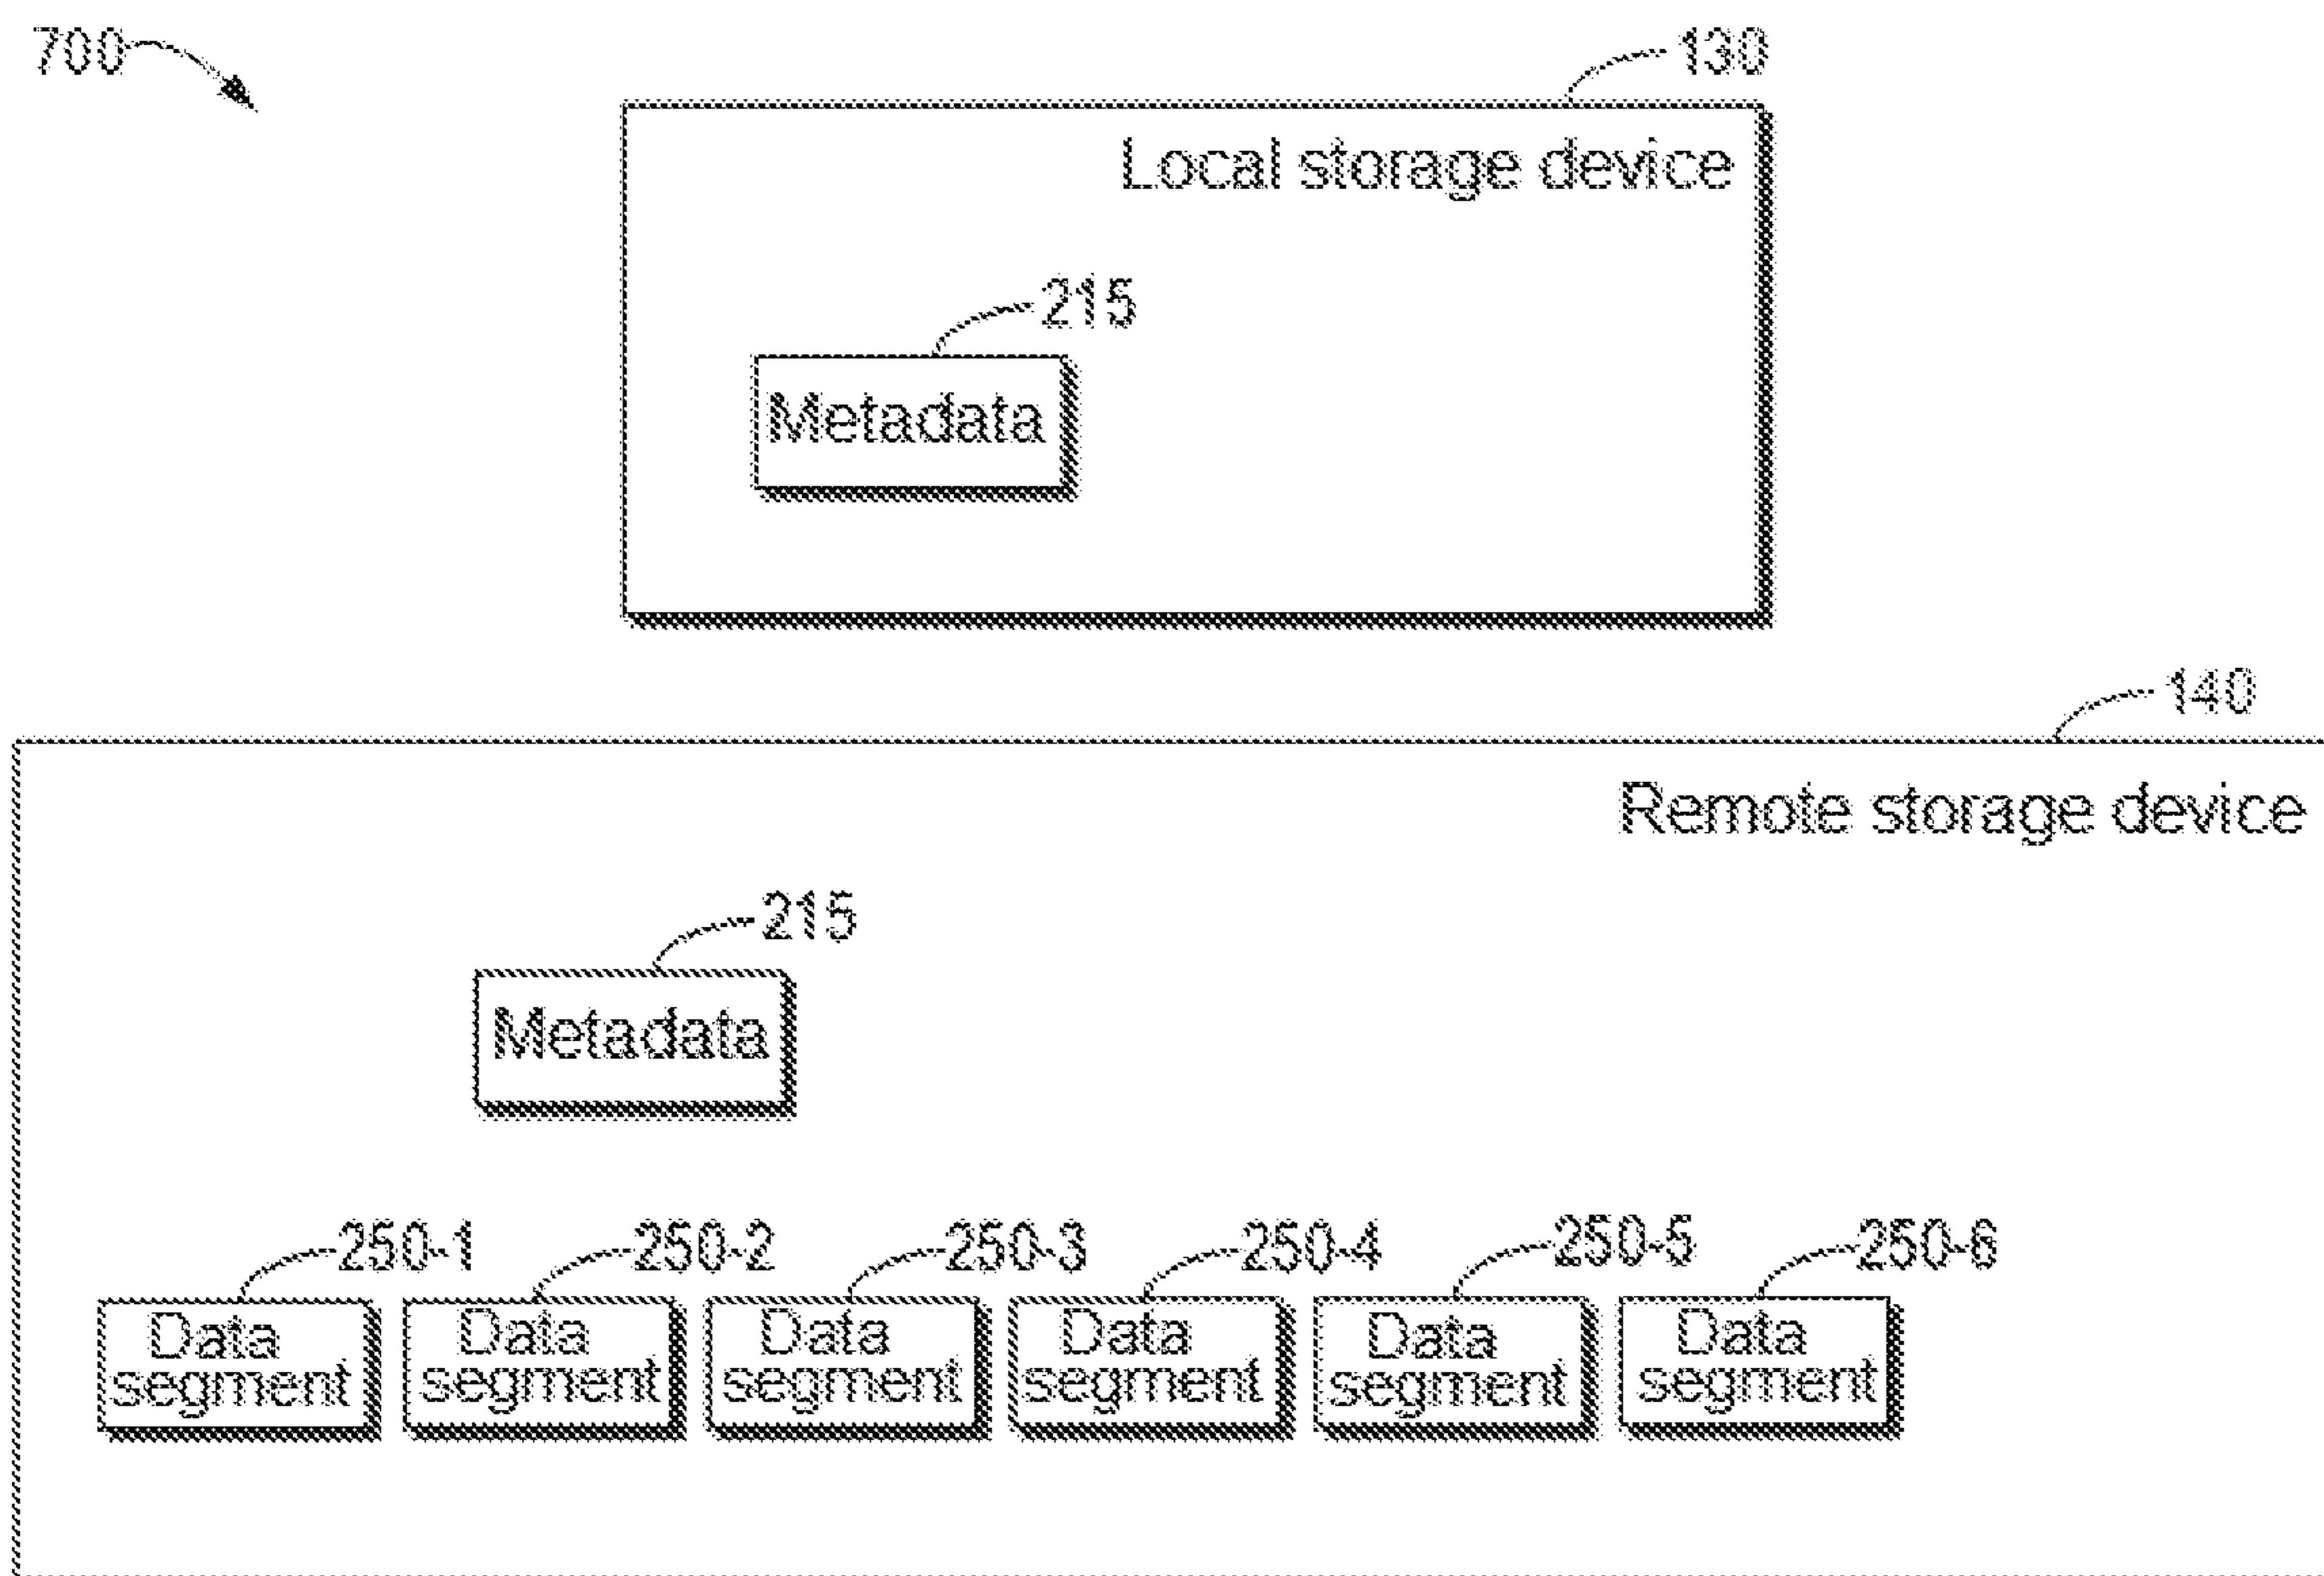 700
130
Local storage device
215
Metadata
140
Remote storage device
215
Metadata
250-1 250-2 250-3 250-4 250-5 250-6
Data Data Data Data Data Data
segment segment segment segment segment segment